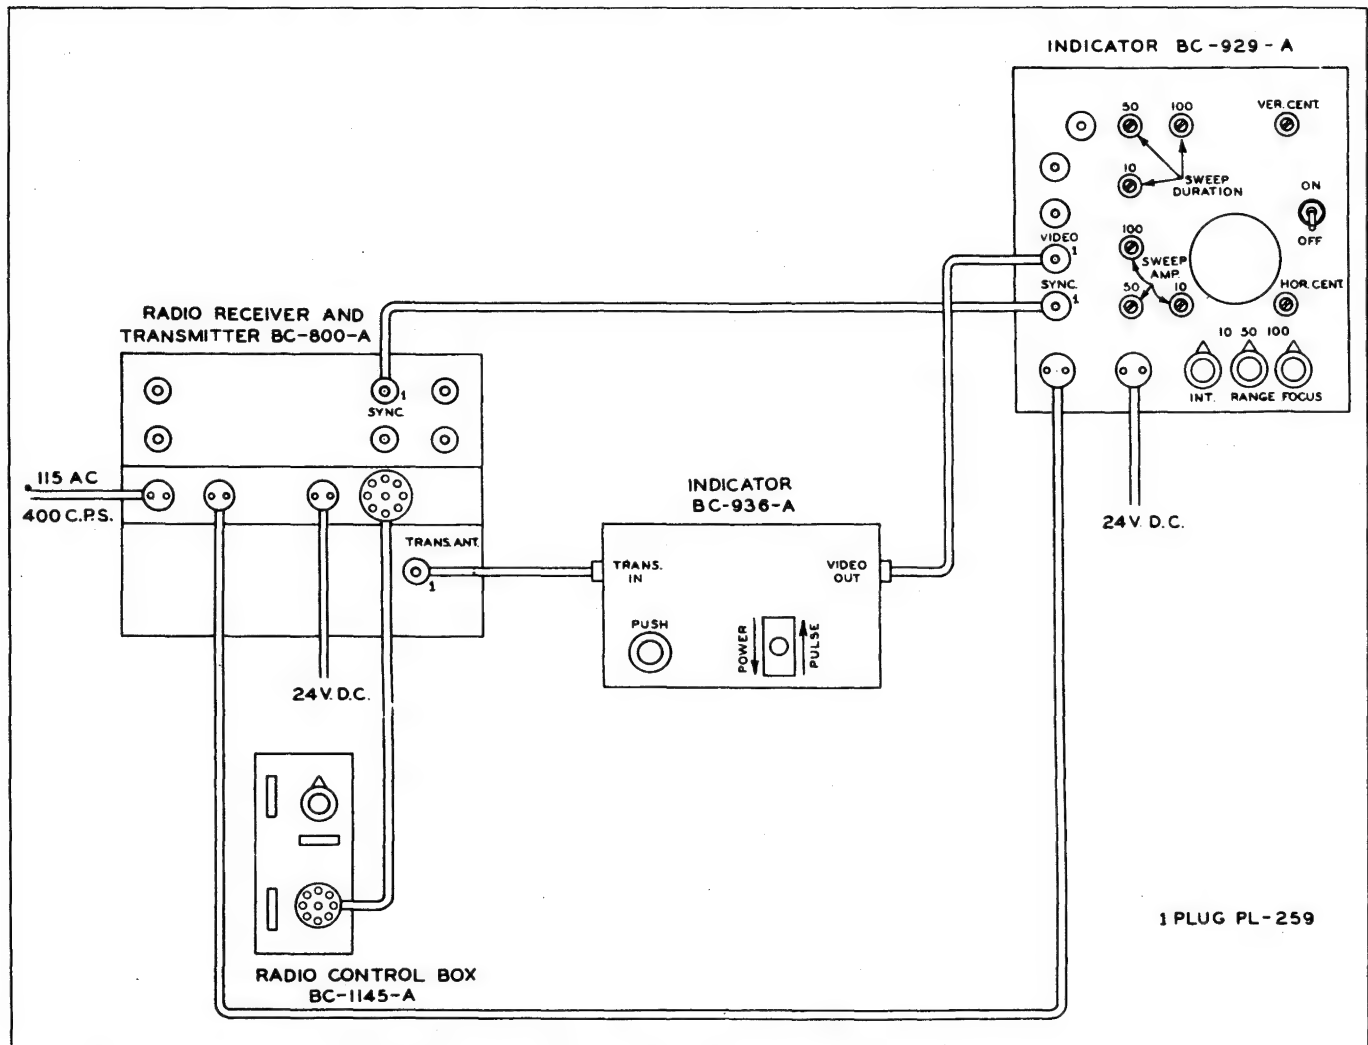 INDICATOR BC-929-A
50 100
VER. CENT.
10
SWEEP
DURATION
ON
OFF
VIDEO
1
100
SWEEP
AMP.
SYNC.
1
50 10
HOR. CENT.
10 50 100
INT. RANGE FOCUS
24V. D.C.
RADIO RECEIVER AND
TRANSMITTER BC-800-A
1
SYNC.
115 AC
400 C.P.S.
TRANS. ANT.
1
24V. D.C.
INDICATOR
BC-936-A
TRANS.
IN
VIDEO
OUT
PUSH
POWER
PULSE
RADIO CONTROL BOX
BC-1145-A
1 PLUG PL-259